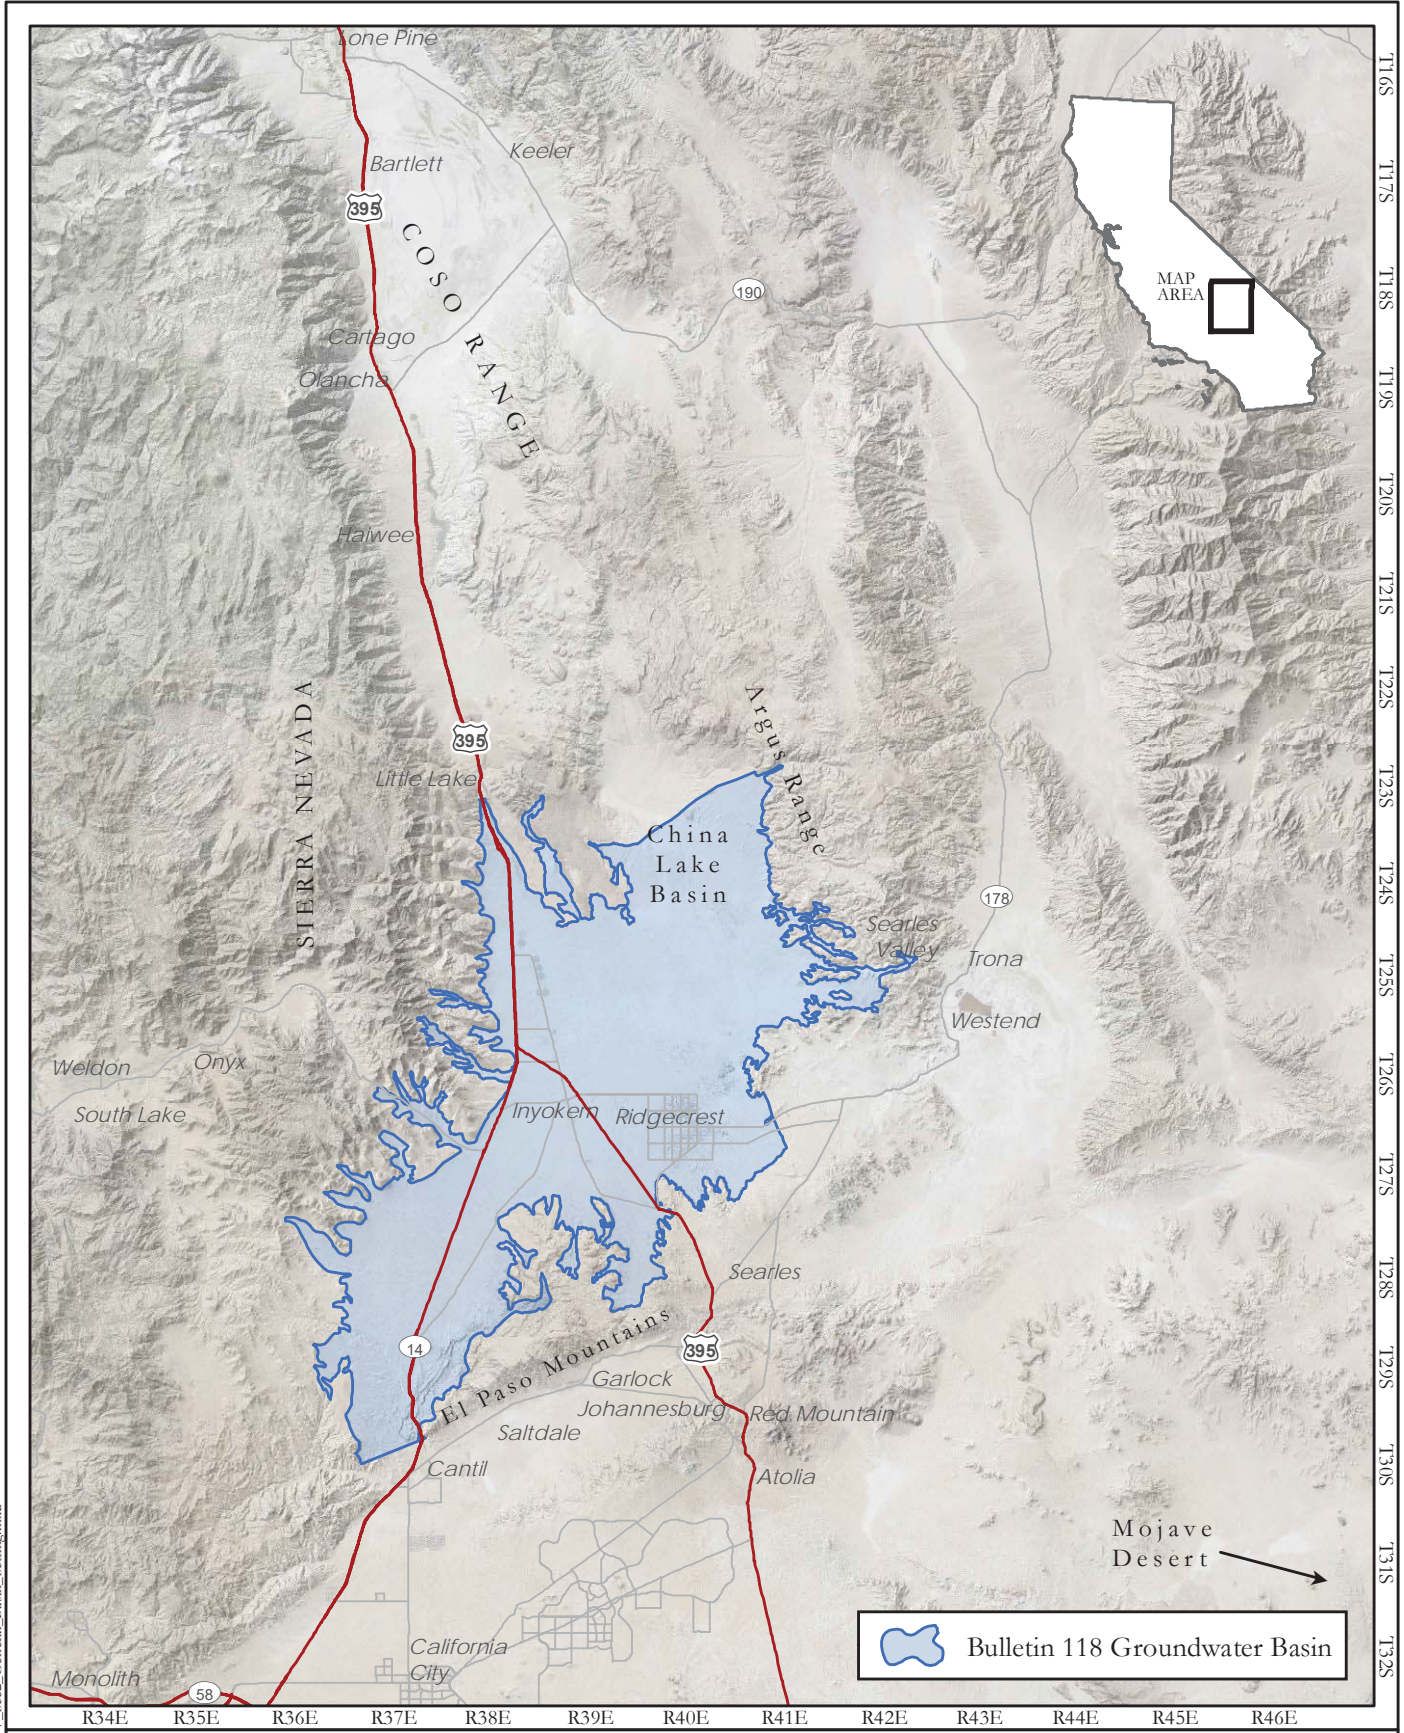 Lone Pine
T16S
Bartlett
Keeler
T17S
395
COSO RANGE
190
MAP
AREA
T18S
Cartago
Olancha
T19S
Haiwee
T20S
T21S
SIERRA NEVADA
Argus Range
T22S
395
Little Lake
T23S
China
Lake
Basin
T24S
178
Searles
Valley
Trona
T25S
Westend
Weldon
Onyx
T26S
South Lake
Inyokern
Ridgecrest
T27S
Searles
T28S
14
El Paso Mountains
395
T29S
Garlock
Johannesburg
Red Mountain
Saltdale
Cantil
Atolia
T30S
Mojave
Desert
T31S
California
City
Bulletin 118 Groundwater Basin
T32S
Monolith
58
R34E
R35E
R36E
R37E
R38E
R39E
R40E
R41E
R42E
R43E
R44E
R45E
R46E